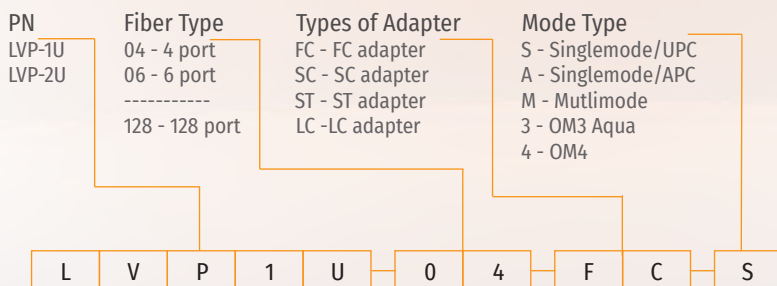 PN
LVP-1U
LVP-2U
Fiber Type
04 - 4 port
06 - 6 port
-----------
128 - 128 port
Types of Adapter
FC - FC adapter
SC - SC adapter
ST - ST adapter
LC -LC adapter
Mode Type
S - Singlemode/UPC
A - Singlemode/APC
M - Mutlimode
3 - OM3 Aqua
4 - OM4
L V P 1 U - 0 4 - F C - S